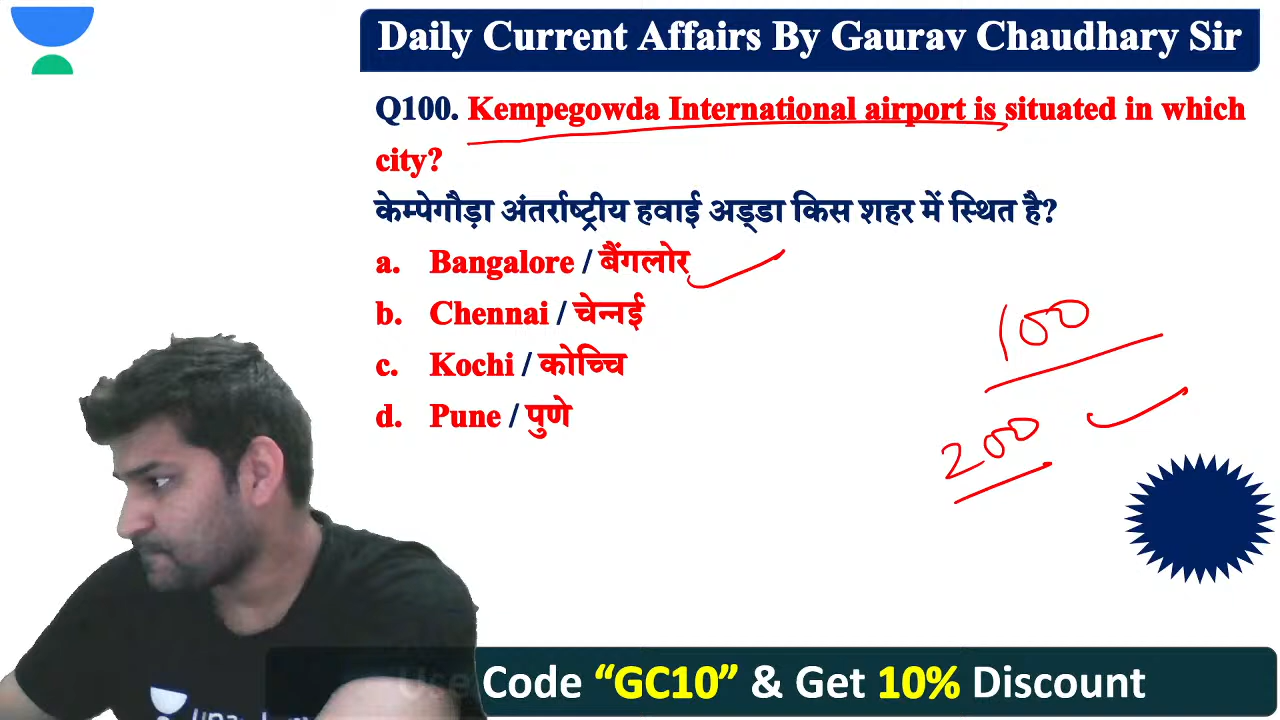 Daily Current Affairs By Gaurav Chaudhary Sir
Q100. Kempegowda International airport is situated in which
city?
केम्पेगौड़ा अंतर्राष्ट्रीय हवाई अड्डा किस शहर में स्थित है?
a. Bangalore / बैंगलोर
b. Chennai / चेन्नई
c. Kochi / कोच्चि
d. Pune / पुणे
100
200
Use Code “GC10” & Get 10% Discount